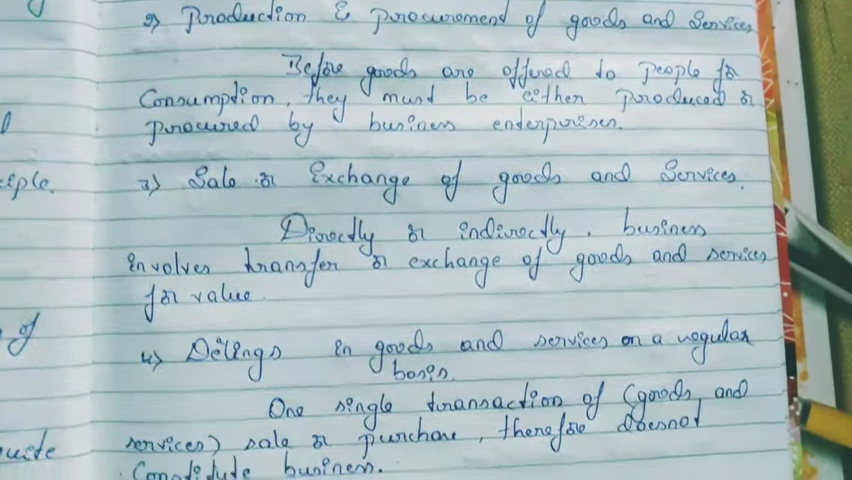 2) Production & procurement of goods and Services
Before goods are offered to people for
Consumption, they must be either produced or
procured by business enterprises.
3) Sale or Exchange of goods and Services.
Directly or indirectly, business
involves transfer or exchange of goods and services
for value.
4) Delings in goods and services on a regular
basis.
One single transaction of (goods and
services) sale or purchase, therefore doesnot
Constitute business.
of